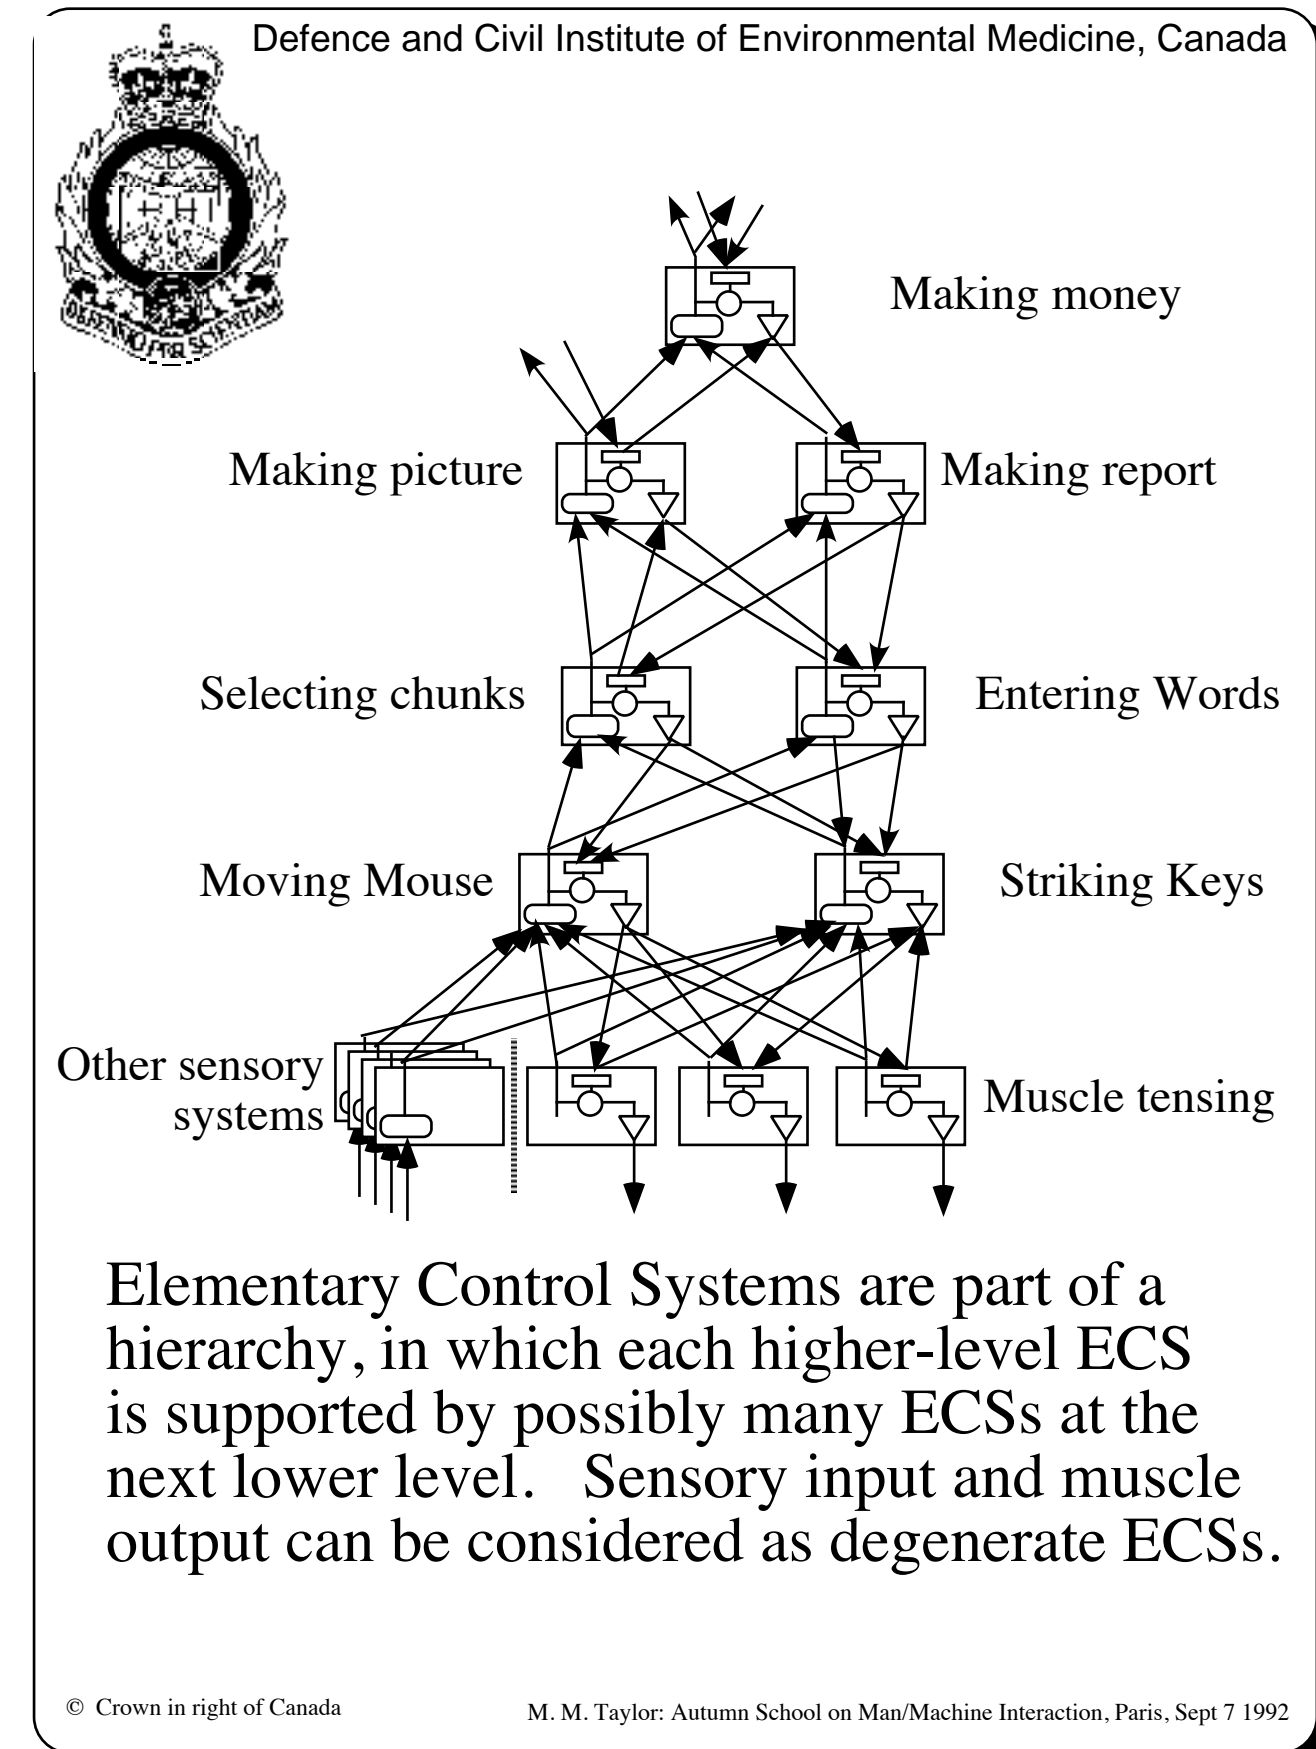 Defence and Civil Institute of Environmental Medicine, Canada
Making money
Making picture
Making report
Selecting chunks
Entering Words
Moving Mouse
Striking Keys
Other sensory
systems
Muscle tensing
Elementary Control Systems are part of a
hierarchy, in which each higher-level ECS
is supported by possibly many ECSs at the
next lower level. Sensory input and muscle
output can be considered as degenerate ECSs.
© Crown in right of Canada
M. M. Taylor: Autumn School on Man/Machine Interaction, Paris, Sept 7 1992